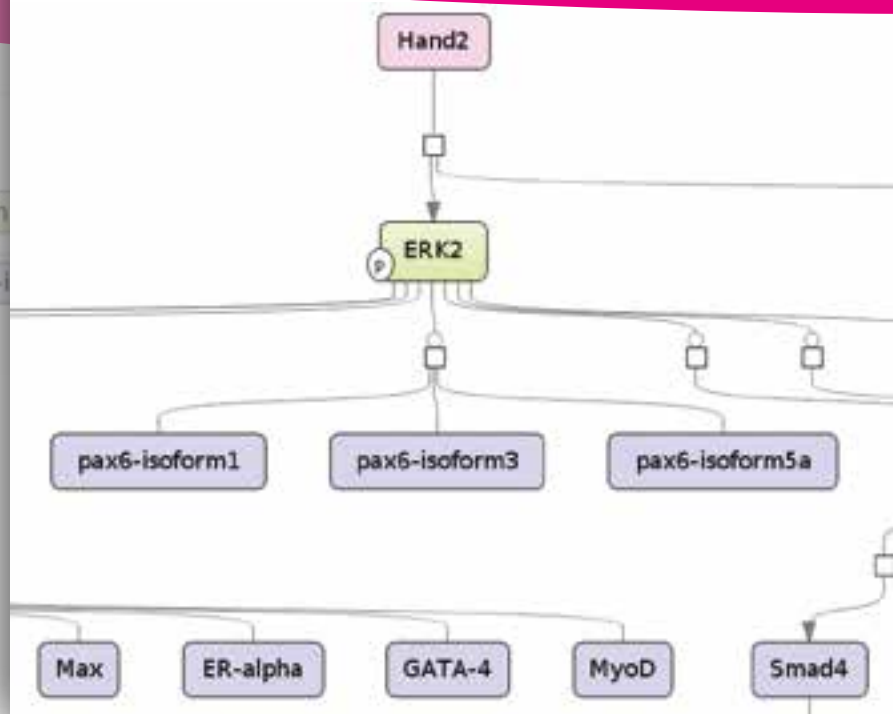 Hand2
ERK2
p
pax6-isoform1
pax6-isoform3
pax6-isoform5a
Max
ER-alpha
GATA-4
MyoD
Smad4